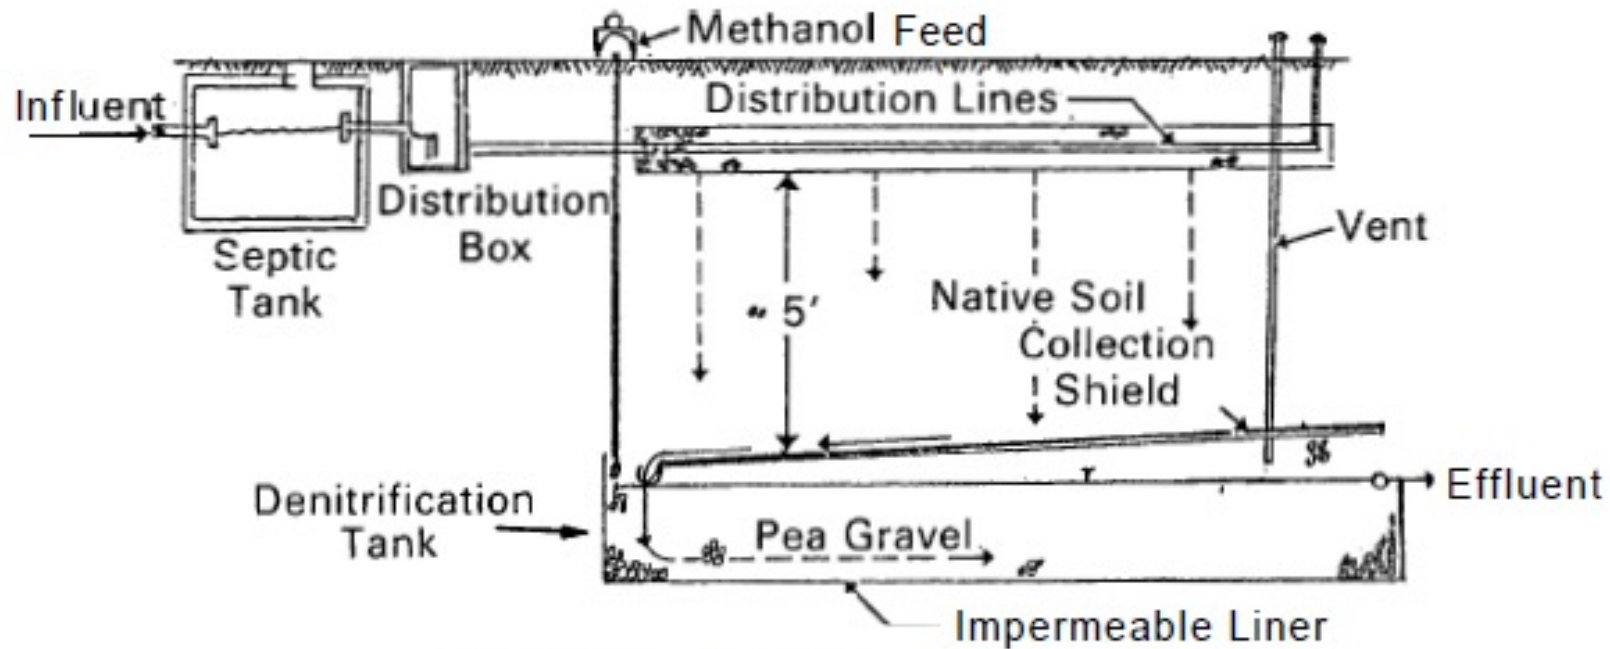 Methanol Feed
Influent
Distribution Lines
Distribution
Box
Septic
Tank
Vent
≈ 5'
Native Soil
Collection
Shield
Denitrification
Tank
Effluent
Pea Gravel
Impermeable Liner